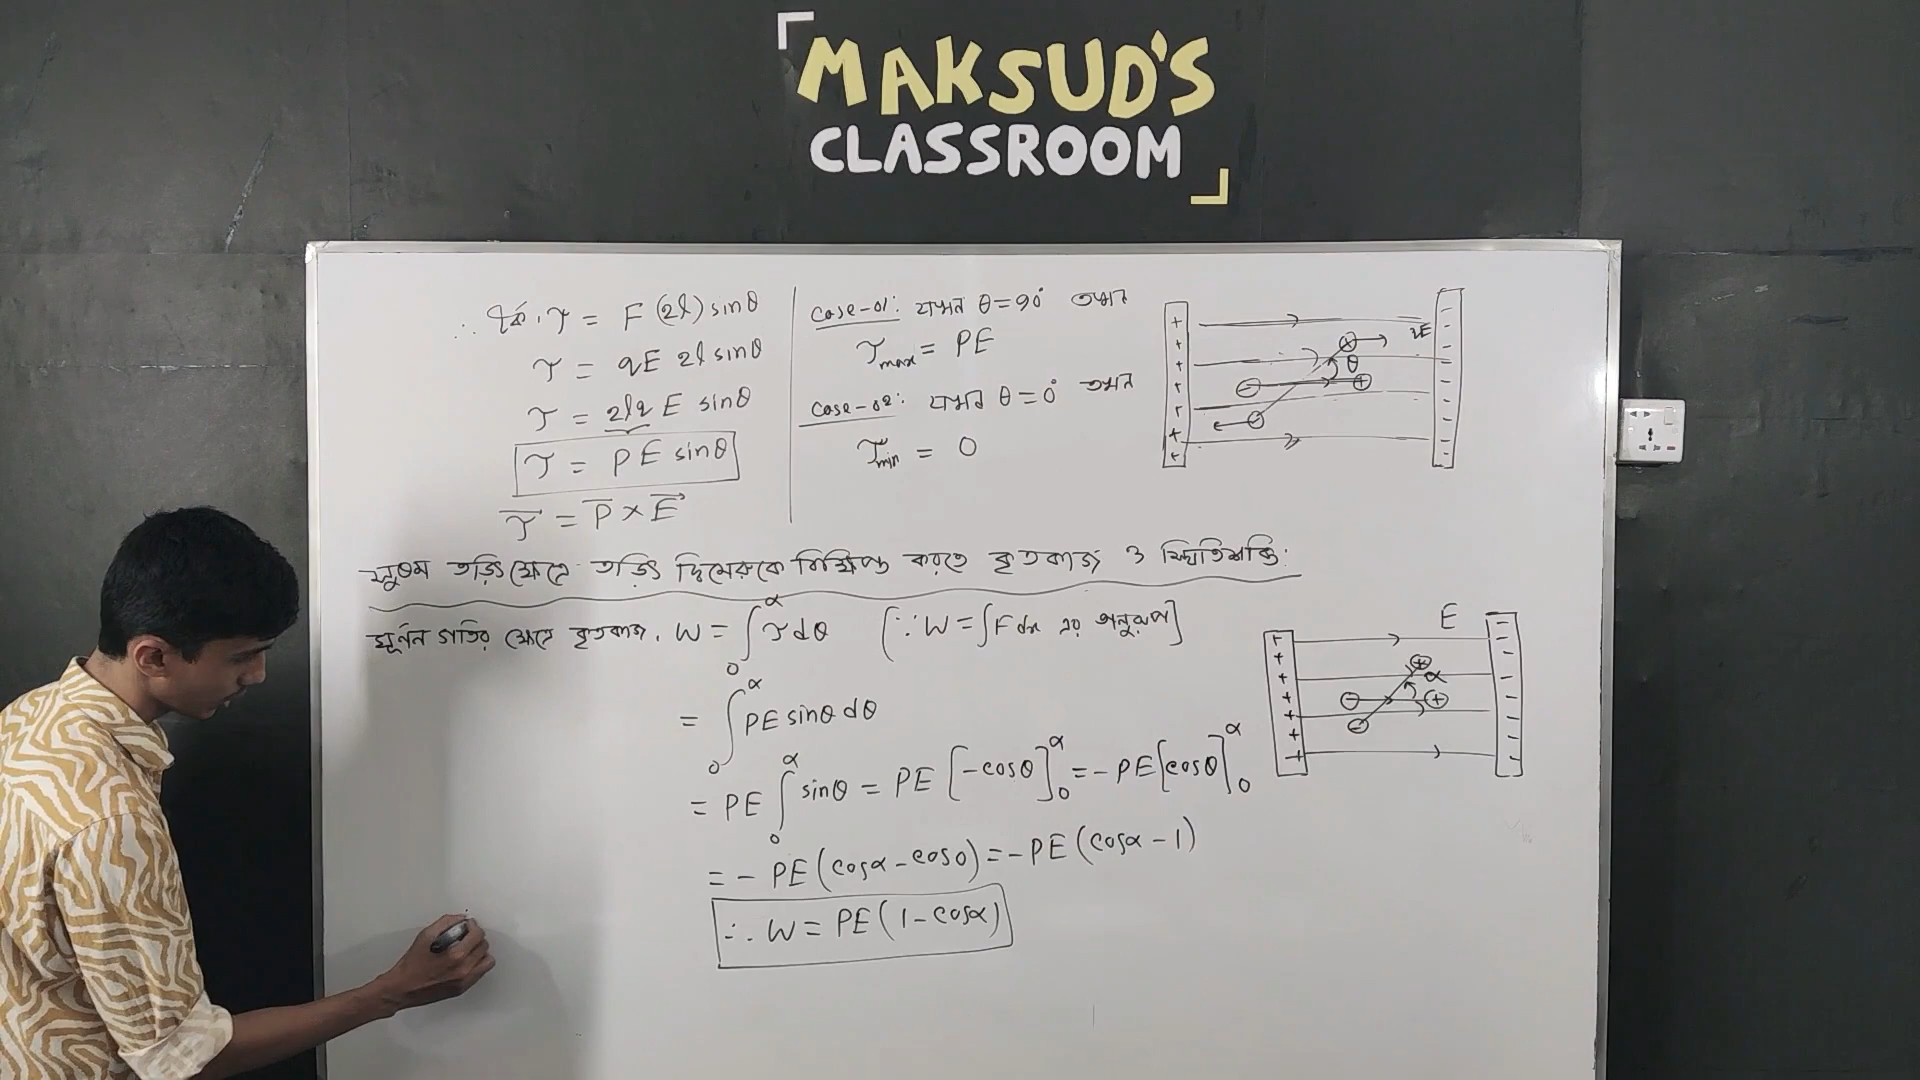 MAKSUD'S
CLASSROOM
∴ টর্ক, τ = F (2l) sinθ
τ = qE 2l sinθ
τ = 2lq E sinθ
τ = PE sinθ
τ = P × E
Case-01: যখন θ = 90° তখন
τmax = PE
Case-02: যখন θ = 0° তখন
τmin = 0
qE
θ
সুষম তড়িৎক্ষেত্রে তড়িৎ দ্বিমেরুকে নিক্ষিপ্ত করতে কৃতকাজ ও স্থিতিশক্তি:
ঘূর্ণন গতির ক্ষেত্রে কৃতকাজ, W = ∫₀^α τdθ [∵ W = ∫F dx এর অনুরূপ]
= ∫₀^α PE sinθ dθ
= PE ∫₀^α sinθ = PE [-cosθ]₀^α = - PE [cosθ]₀^α
= - PE (cosα - cos0) = - PE (cosα - 1)
∴ W = PE (1 - cosα)
E
α